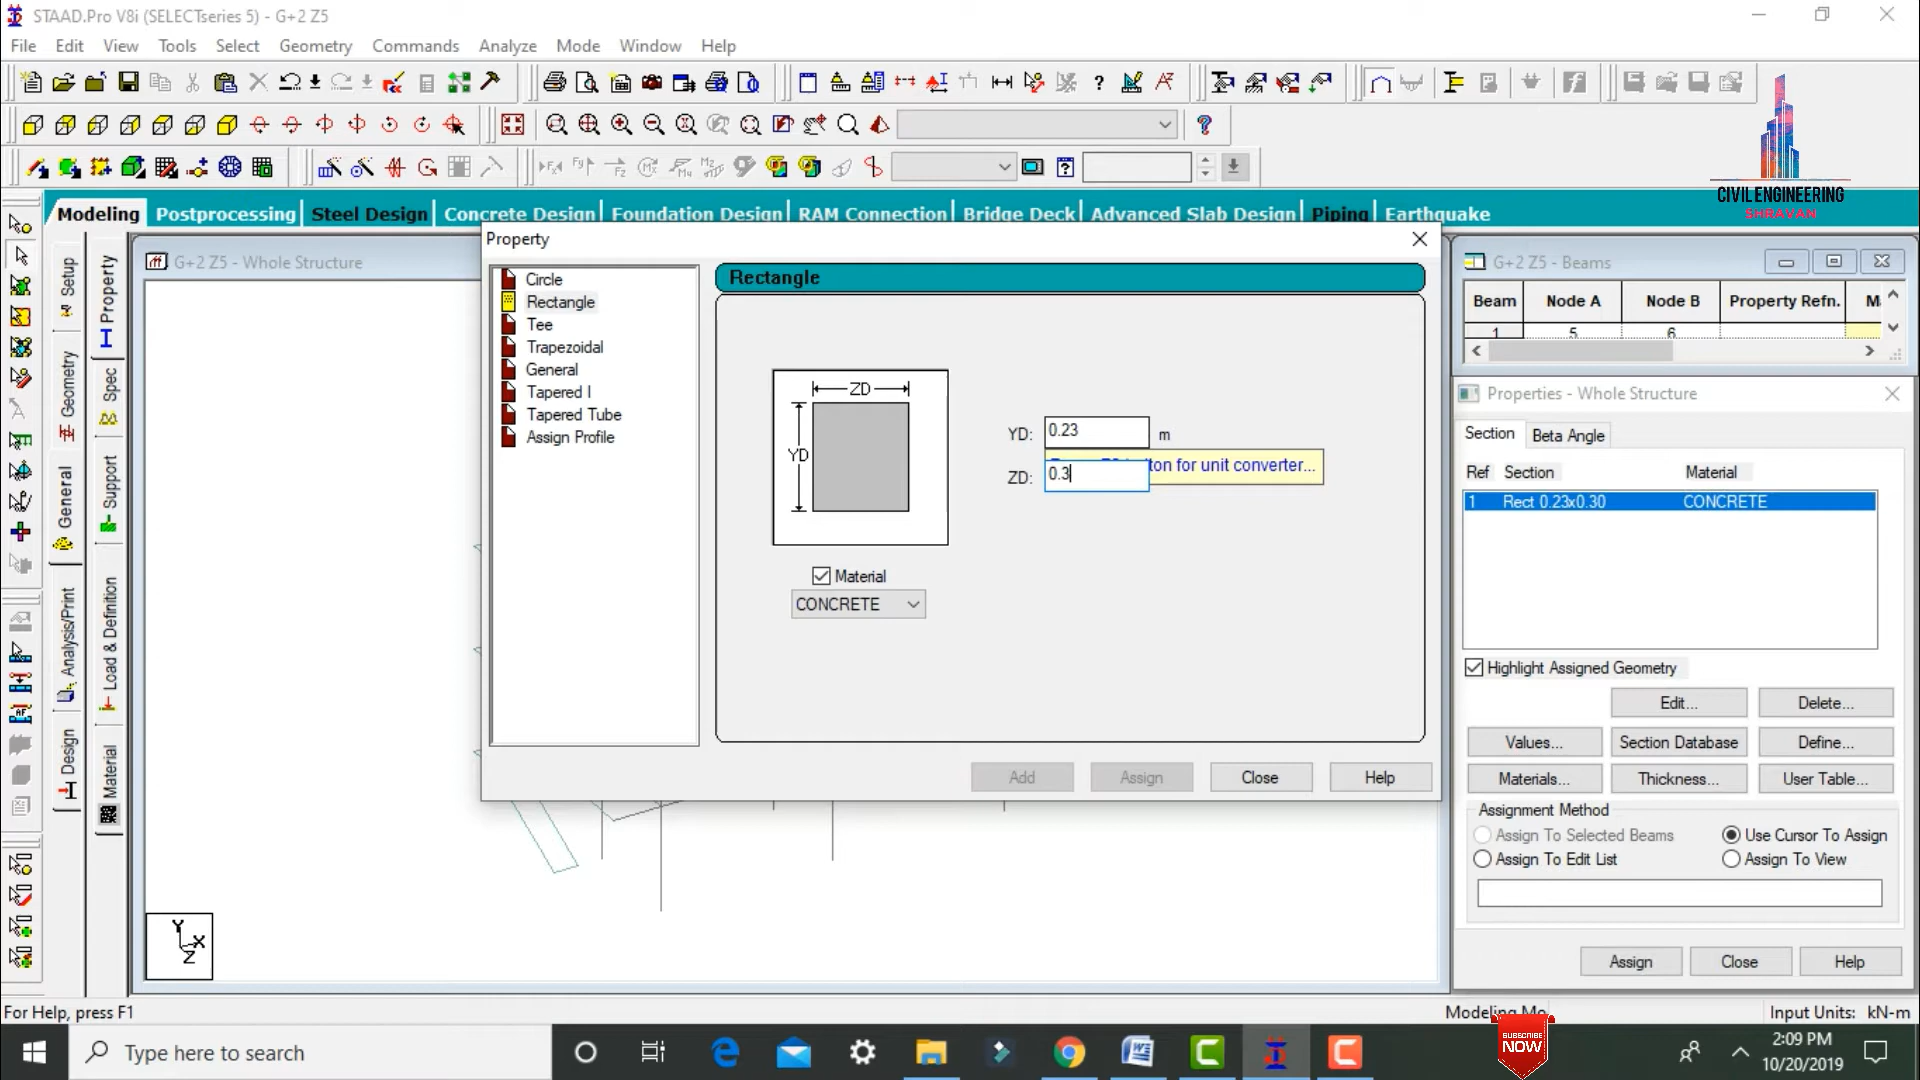 STAAD.Pro V8i (SELECTseries 5) - G+2 Z5
File Edit View Tools Select Geometry Commands Analyze Mode Window Help
CIVIL ENGINEERING
SHRAVAN
Modeling Postprocessing Steel Design Concrete Design Foundation Design RAM Connection Bridge Deck Advanced Slab Design Piping Earthquake
Setup
Geometry
General
Analysis/Print
Design
Property
Spec
Support
Load & Definition
Material
G+2 Z5 - Whole Structure
Property
Circle
Rectangle
Tee
Trapezoidal
General
Tapered I
Tapered Tube
Assign Profile
Rectangle
ZD
YD
YD: 0.23 m
ton for unit converter...
ZD: 0.3
Material
CONCRETE
Add Assign Close Help
G+2 Z5 - Beams
Beam Node A Node B Property Refn.
1 5 6
Properties - Whole Structure
Section Beta Angle
Ref Section Material
1 Rect 0.23x0.30 CONCRETE
Highlight Assigned Geometry
Edit... Delete...
Values... Section Database Define...
Materials... Thickness... User Table...
Assignment Method
Assign To Selected Beams Use Cursor To Assign
Assign To Edit List Assign To View
Assign Close Help
Y
X
Z
For Help, press F1
Modeling Mo
Input Units: kN-m
Type here to search
SUBSCRIBE
NOW
2:09 PM
10/20/2019